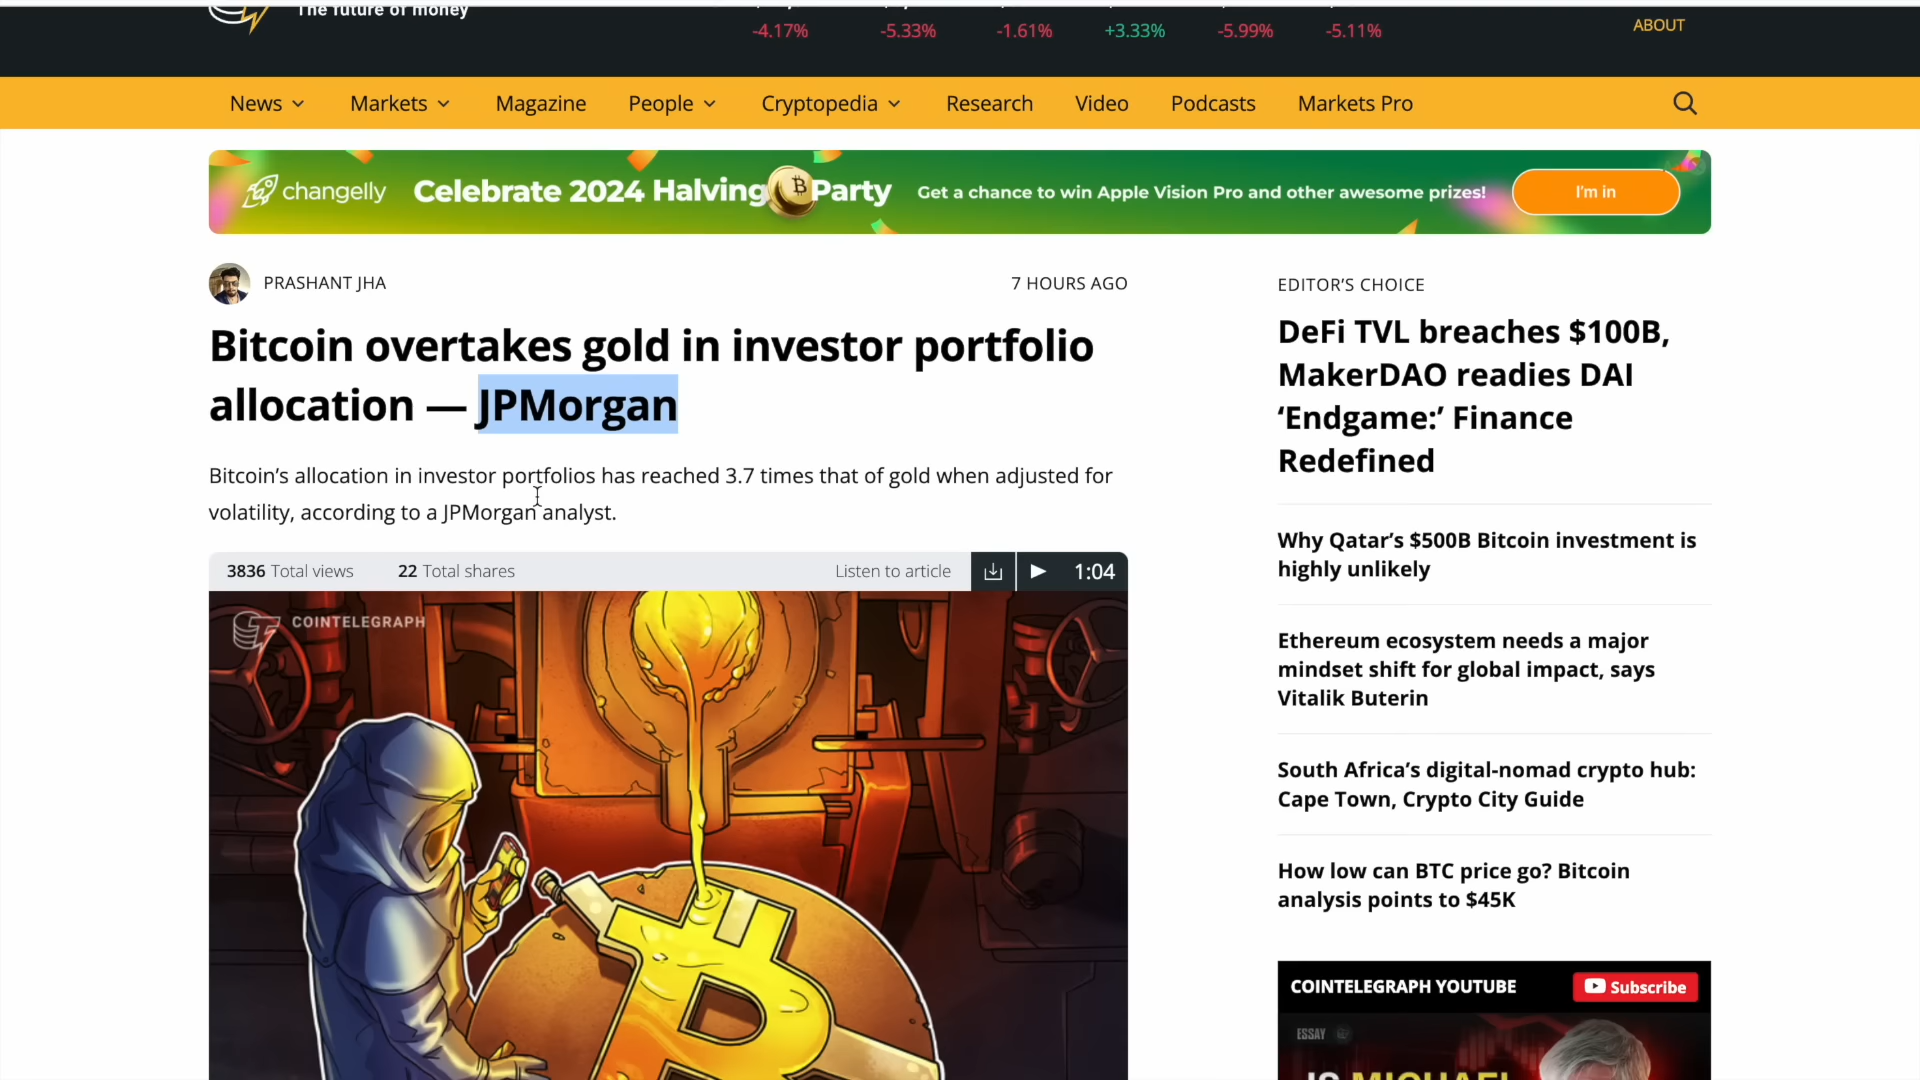 The future of money
-4.17% -5.33% -1.61% +3.33% -5.99% -5.11%
ABOUT
News Markets Magazine People Cryptopedia Research Video Podcasts Markets Pro
changelly Celebrate 2024 Halving Party Get a chance to win Apple Vision Pro and other awesome prizes! I'm in
PRASHANT JHA 7 HOURS AGO
Bitcoin overtakes gold in investor portfolio
allocation — JPMorgan
Bitcoin's allocation in investor portfolios has reached 3.7 times that of gold when adjusted for
volatility, according to a JPMorgan analyst.
3836 Total views 22 Total shares Listen to article 1:04
COINTELEGRAPH
EDITOR'S CHOICE
DeFi TVL breaches $100B,
MakerDAO readies DAI
‘Endgame:’ Finance
Redefined
Why Qatar’s $500B Bitcoin investment is
highly unlikely
Ethereum ecosystem needs a major
mindset shift for global impact, says
Vitalik Buterin
South Africa’s digital-nomad crypto hub:
Cape Town, Crypto City Guide
How low can BTC price go? Bitcoin
analysis points to $45K
COINTELEGRAPH YOUTUBE Subscribe
ESSAY
IS MICHAEL